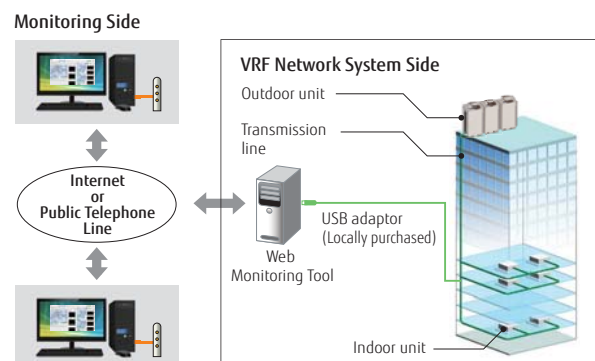 Monitoring Side
Internet
or
Public Telephone
Line
VRF Network System Side
Outdoor unit
Transmission
line
USB adaptor
(Locally purchased)
Web
Monitoring Tool
Indoor unit